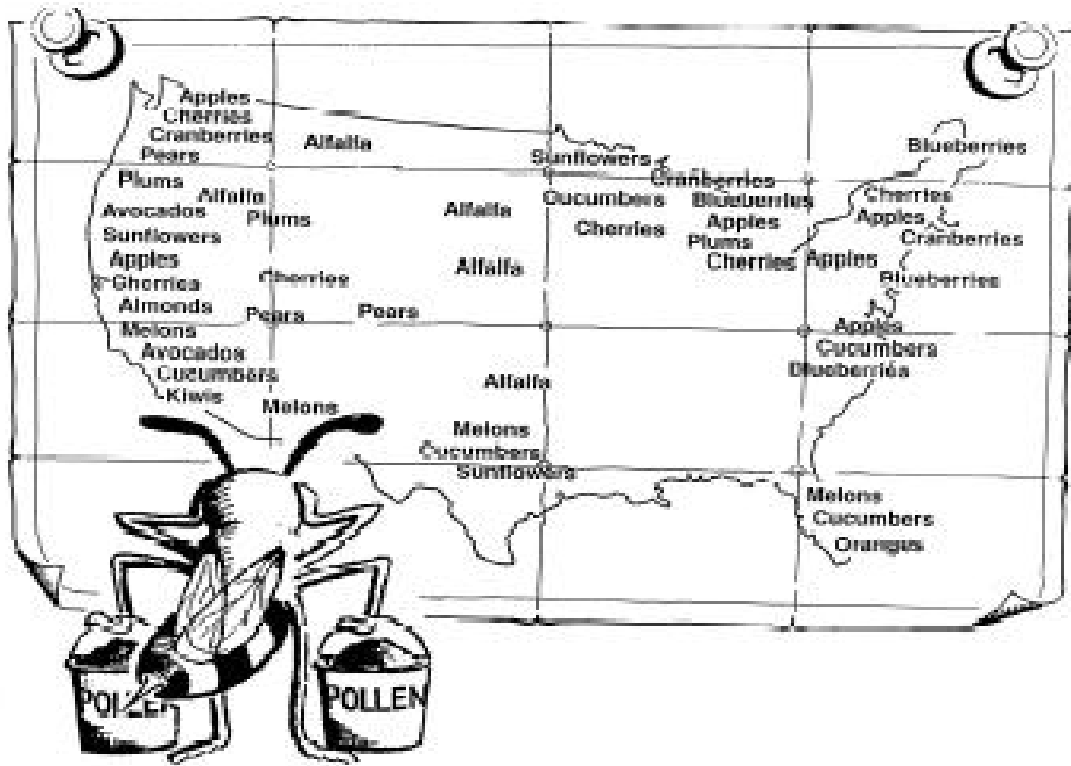 Apples
Cherries
Cranberries
Alfalfa
Pears
Plums
Alfalfa
Avocados
Plums
Sunflowers
Apples
Gherries
Cherries
Almonds
Pears
Pears
Melons
Avocados
Cucumbers
Kiwis
Melons
Alfalfa
Alfalfa
Alfalfa
Melons
Cucumbers
Sunflowers
Sunflowers
Cranberries
Cucumbers
Blueberries
Cherries
Apples
Plums
Cherries
Blueberries
Cherries
Apples
Cranberries
Apples
Blueberries
Apples
Cucumbers
Blueberries
Melons
Cucumbers
Orangus
POLLEN
POLLEN